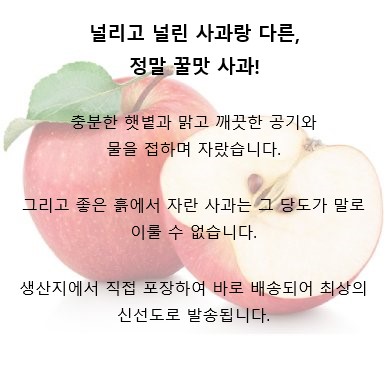 널리고 널린 사과랑 다른,
정말 꿀맛 사과!
충분한 햇볕과 맑고 깨끗한 공기와
물을 접하며 자랐습니다.
그리고 좋은 흙에서 자란 사과는 그 당도가 말로
이룰 수 없습니다.
생산지에서 직접 포장하여 바로 배송되어 최상의
신선도로 발송됩니다.